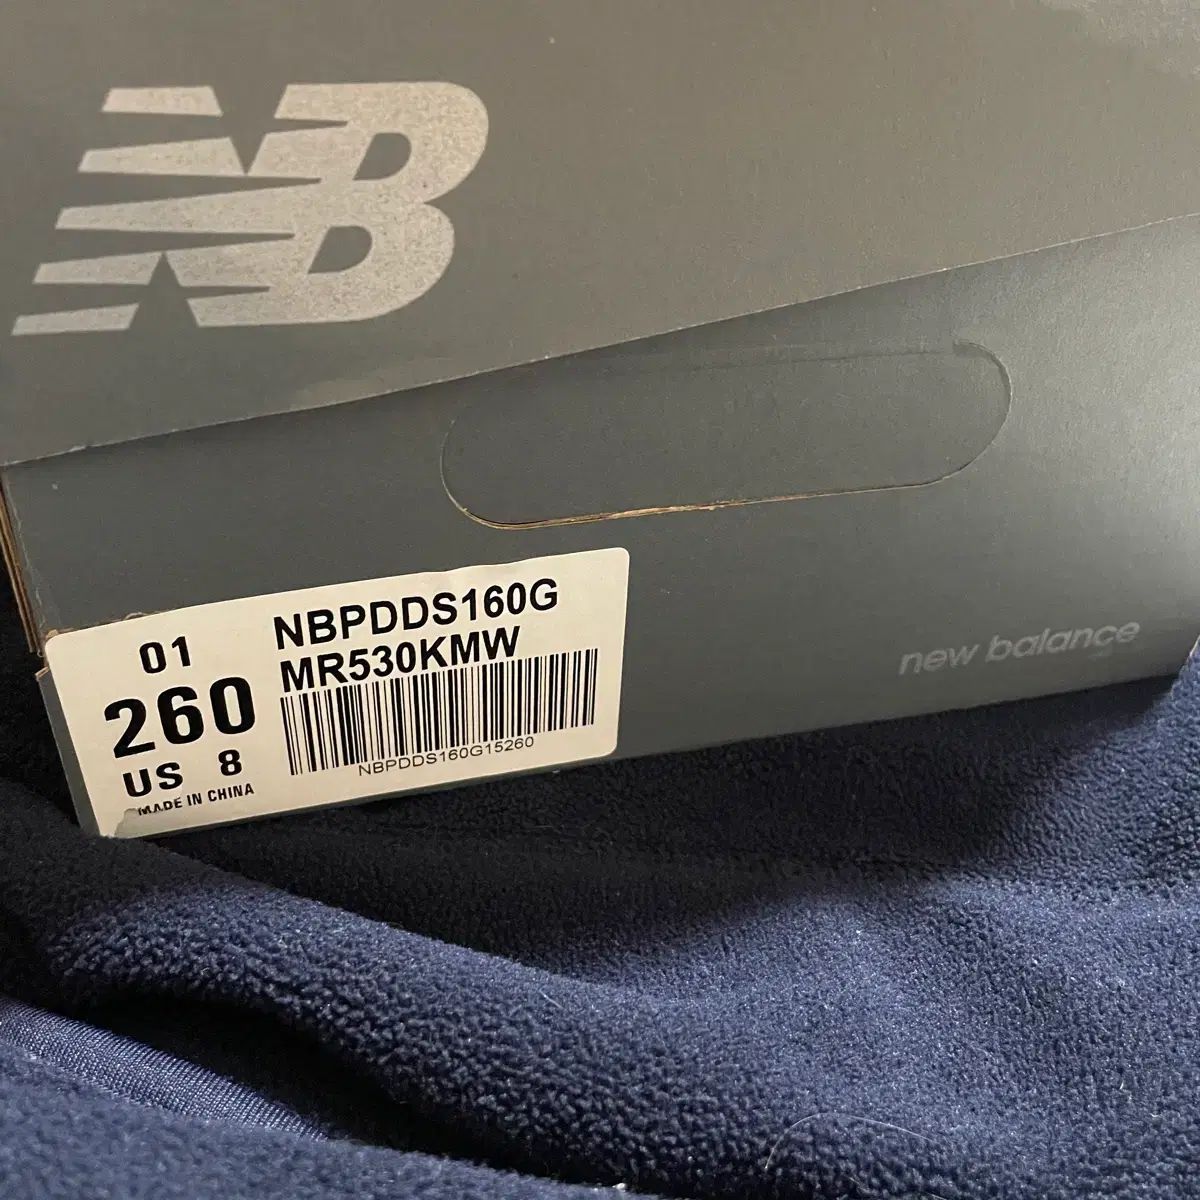 NB
new balance
01
260
US 8
MADE IN CHINA
NBPDDS160G
MR530KMW
NBPDDS160G15260